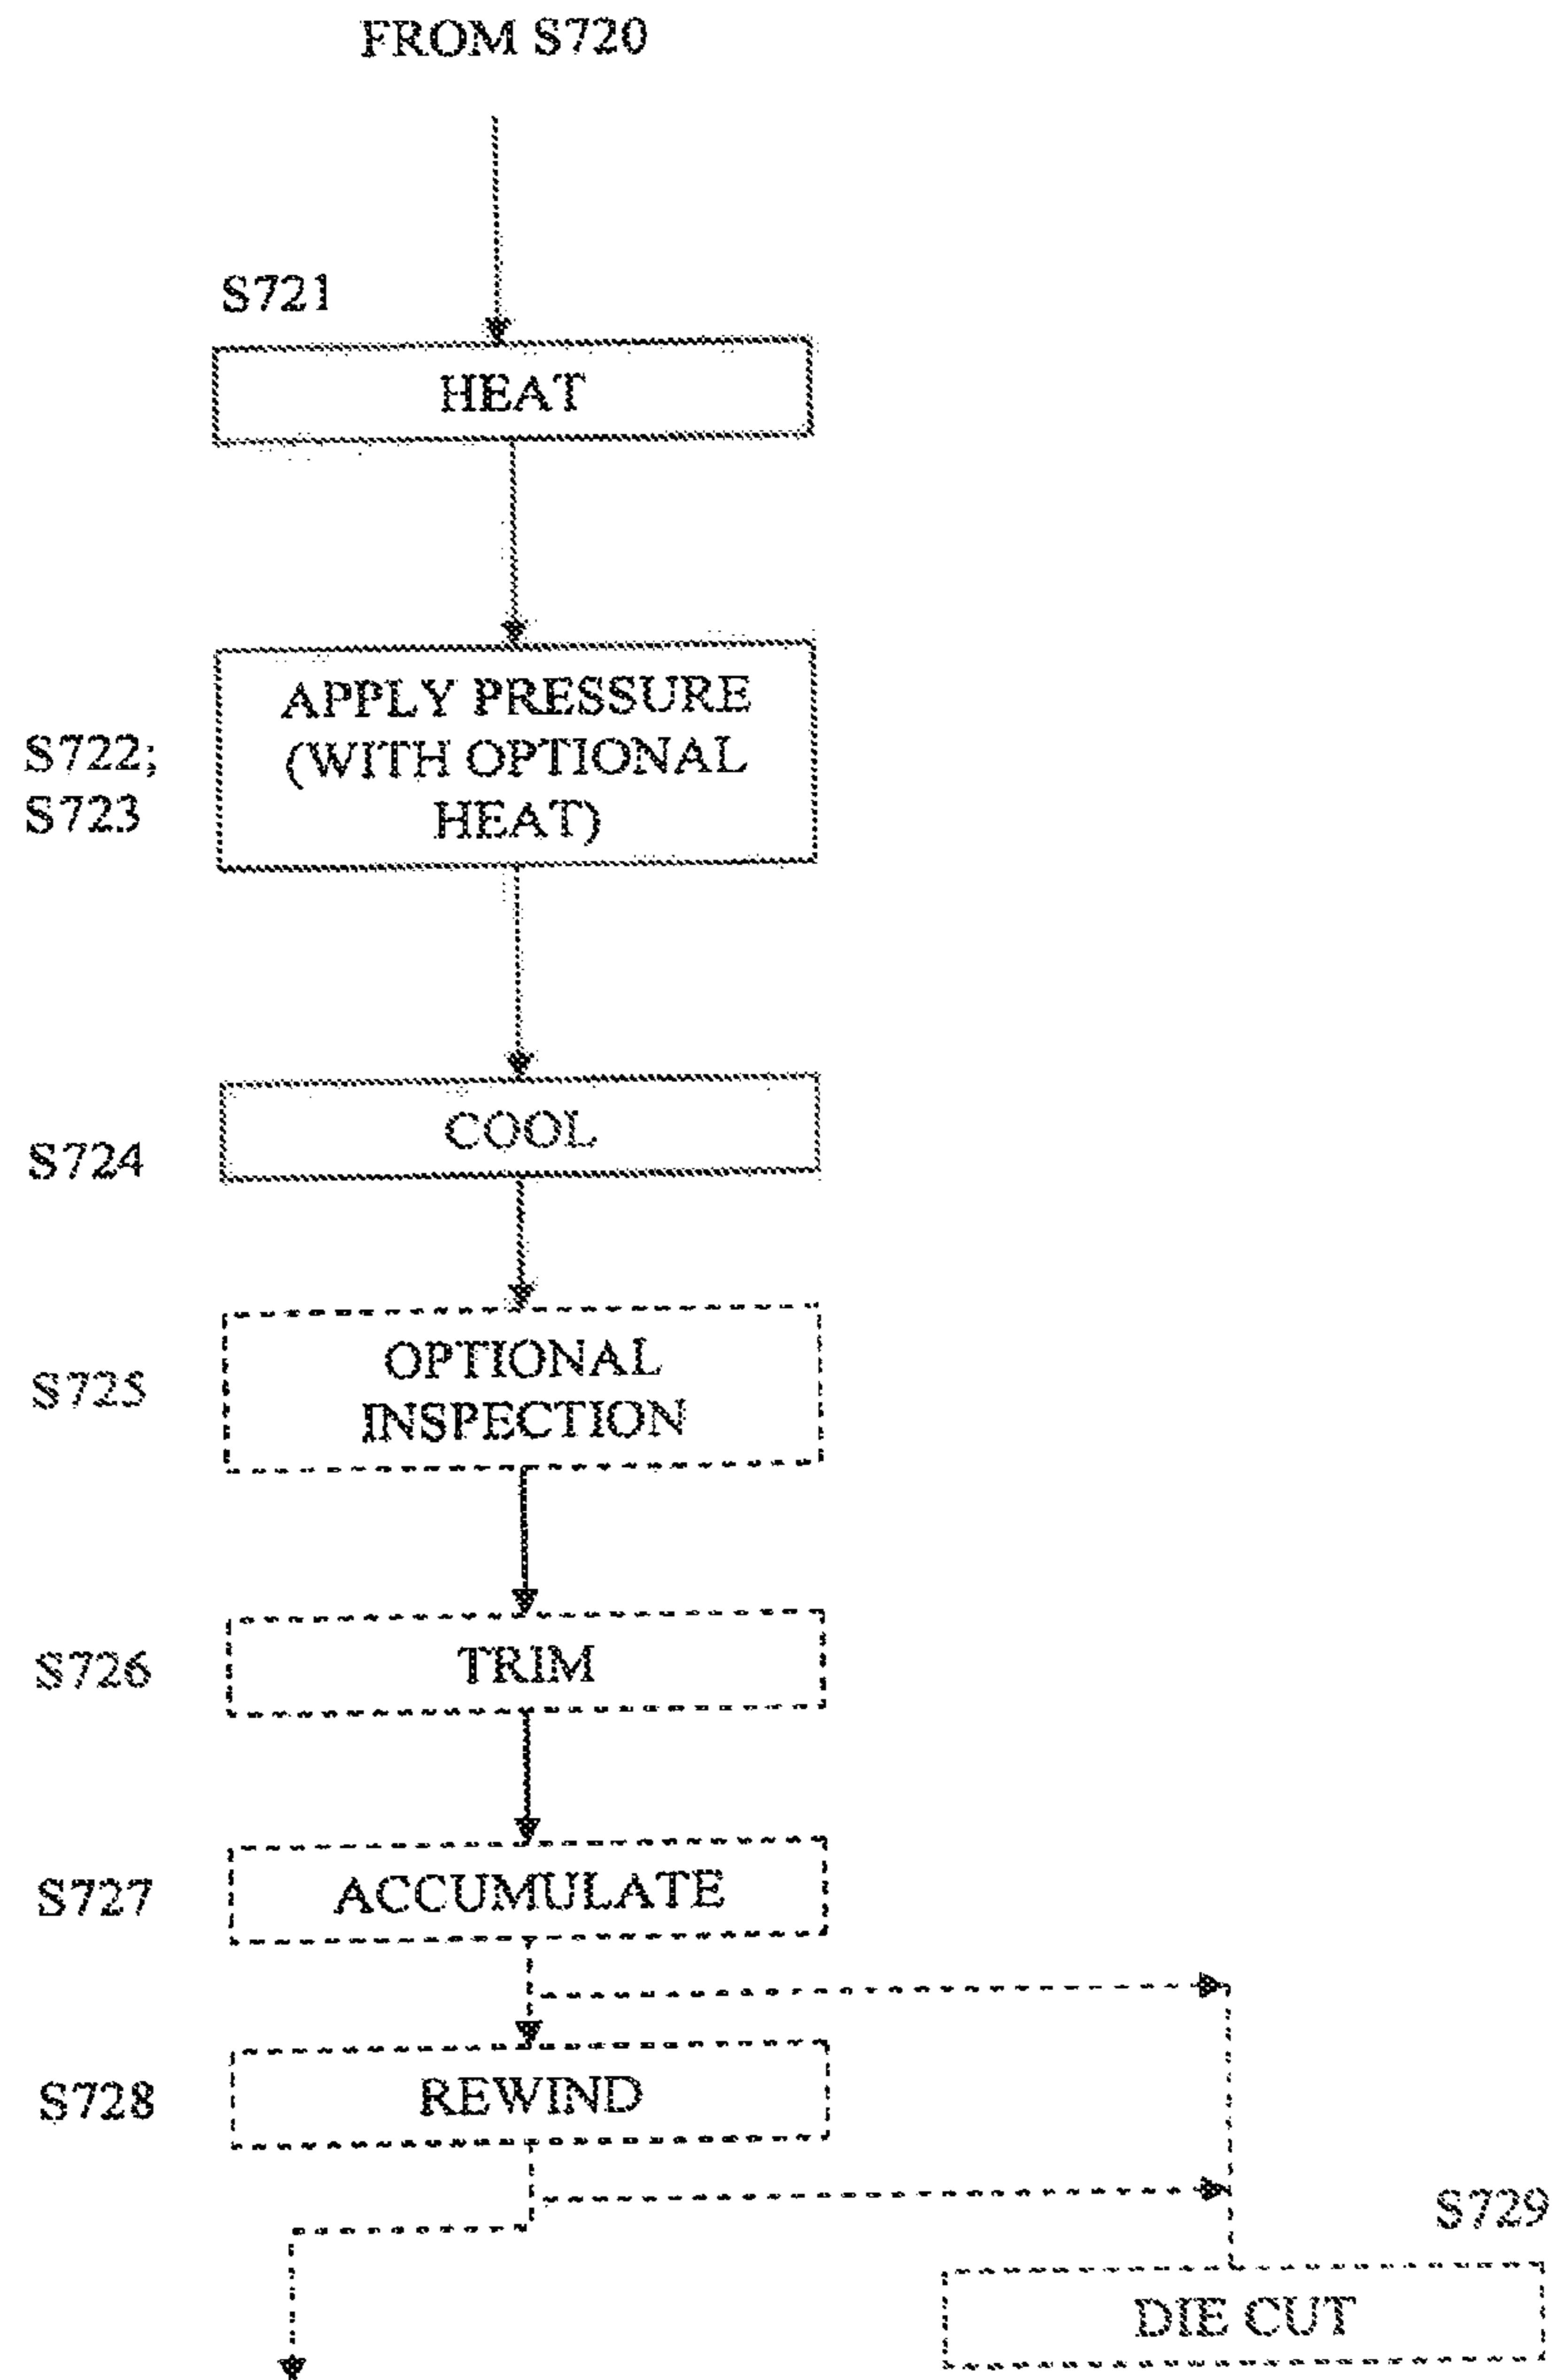 FROM S720
S721
HEAT
APPLY PRESSURE
(WITH OPTIONAL
HEAT)
S722;
S723
COOL
S724
OPTIONAL
INSPECTION
S725
TRIM
S726
ACCUMULATE
S727
REWIND
S728
S729
DIE CUT